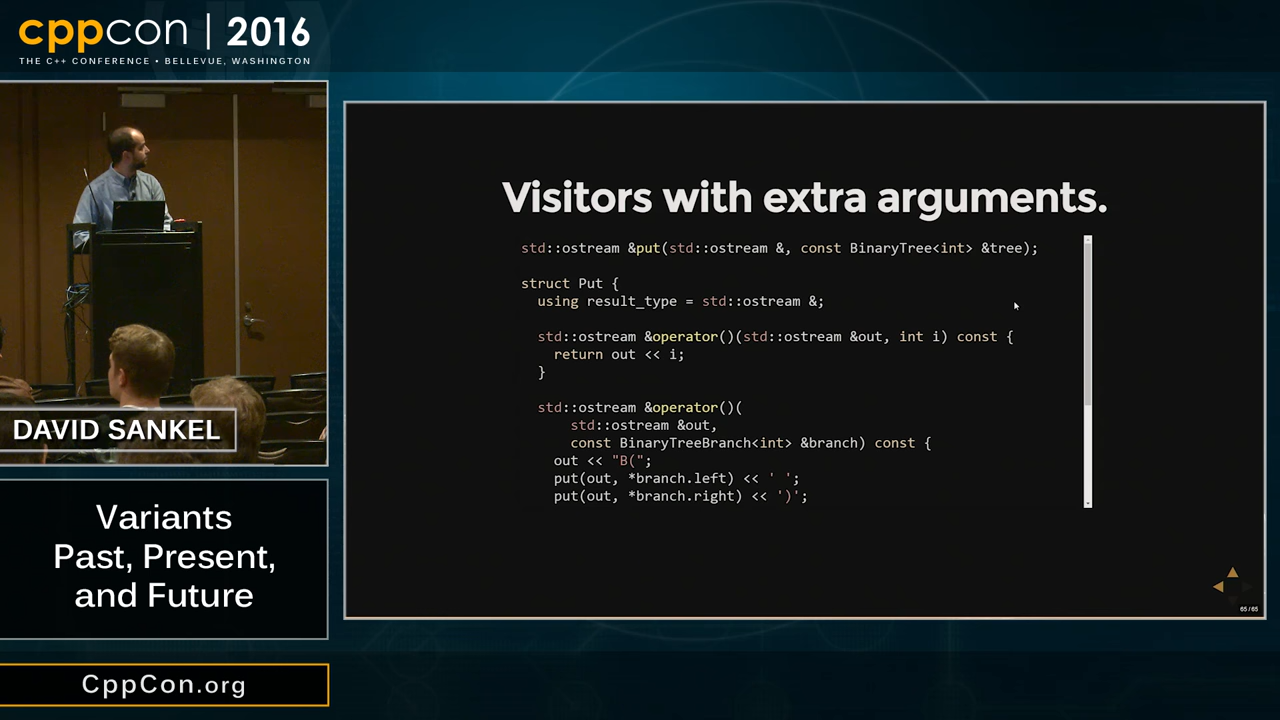 cppcon | 2016
THE C++ CONFERENCE • BELLEVUE, WASHINGTON
DAVID SANKEL
Variants
Past, Present,
and Future
CppCon.org
Visitors with extra arguments.
std::ostream &put(std::ostream &, const BinaryTree<int> &tree);
struct Put {
using result_type = std::ostream &;
std::ostream &operator()(std::ostream &out, int i) const {
return out << i;
}
std::ostream &operator()(
std::ostream &out,
const BinaryTreeBranch<int> &branch) const {
out << "B(";
put(out, *branch.left) << ' ';
put(out, *branch.right) << ')';
65/65